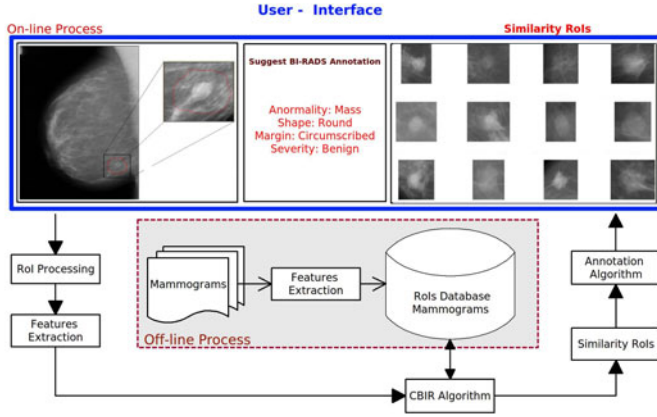 User - Interface
On-line Process
Similarity RoIs
Suggest BI-RADS Annotation
Anormality: Mass
Shape: Round
Margin: Circumscribed
Severity: Benign
RoI Processing
Features
Extraction
Mammograms
Features
Extraction
RoIs Database
Mammograms
Off-line Process
CBIR Algorithm
Annotation
Algorithm
Similarity RoIs